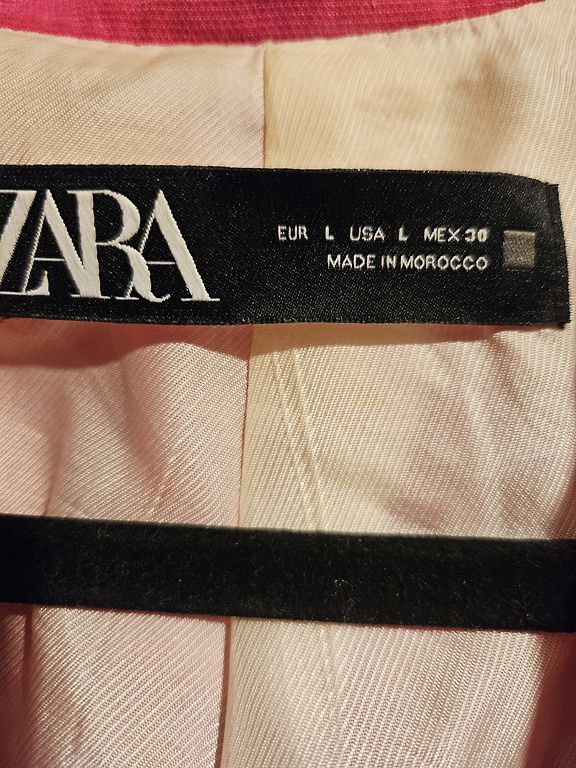 ZARA
EUR L USA L MEX 30
MADE IN MOROCCO